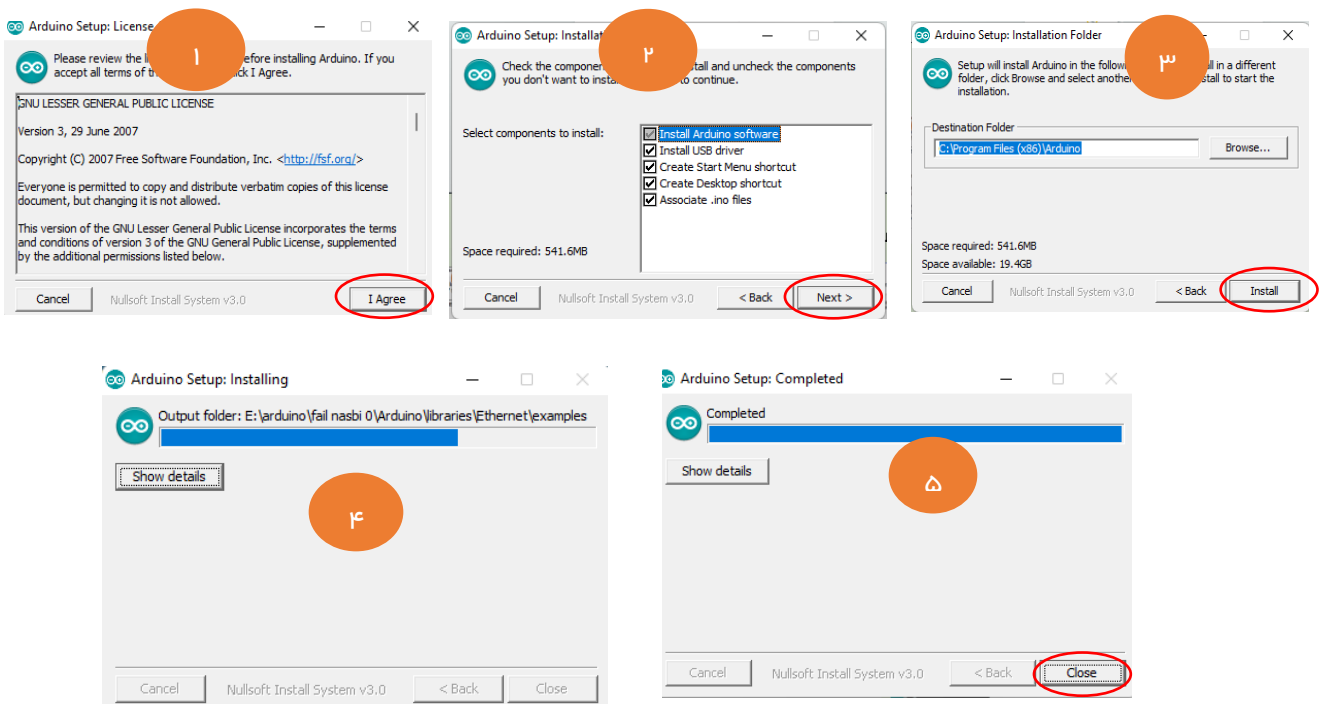 Arduino Setup: License
۱
Please review the l efore installing Arduino. If you
accept all terms of th ck I Agree.
GNU LESSER GENERAL PUBLIC LICENSE
Version 3, 29 June 2007
Copyright (C) 2007 Free Software Foundation, Inc. <http://fsf.org/>
Everyone is permitted to copy and distribute verbatim copies of this license
document, but changing it is not allowed.
This version of the GNU Lesser General Public License incorporates the terms
and conditions of version 3 of the GNU General Public License, supplemented
by the additional permissions listed below.
Cancel Nullsoft Install System v3.0 I Agree
Arduino Setup: Installat
۲
Check the componen tall and uncheck the components
you don't want to insta to continue.
Select components to install:
Install Arduino software
Install USB driver
Create Start Menu shortcut
Create Desktop shortcut
Associate .ino files
Space required: 541.6MB
Cancel Nullsoft Install System v3.0 < Back Next >
Arduino Setup: Installation Folder
۳
Setup will install Arduino in the follow ll in a different
folder, click Browse and select another stall to start the
installation.
Destination Folder
C:\Program Files (x86)\Arduino Browse...
Space required: 541.6MB
Space available: 19.4GB
Cancel Nullsoft Install System v3.0 < Back Install
Arduino Setup: Installing
Output folder: E:\arduino\fail nasbi 0\Arduino\libraries\Ethernet\examples
Show details
۴
Cancel Nullsoft Install System v3.0 < Back Close
Arduino Setup: Completed
Completed
Show details
۵
Cancel Nullsoft Install System v3.0 < Back Close